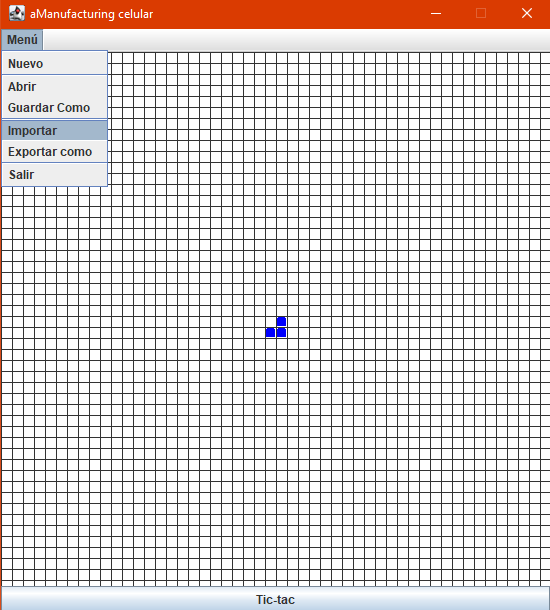 aManufacturing celular
Menú
Nuevo
Abrir
Guardar Como
Importar
Exportar como
Salir
Tic-tac